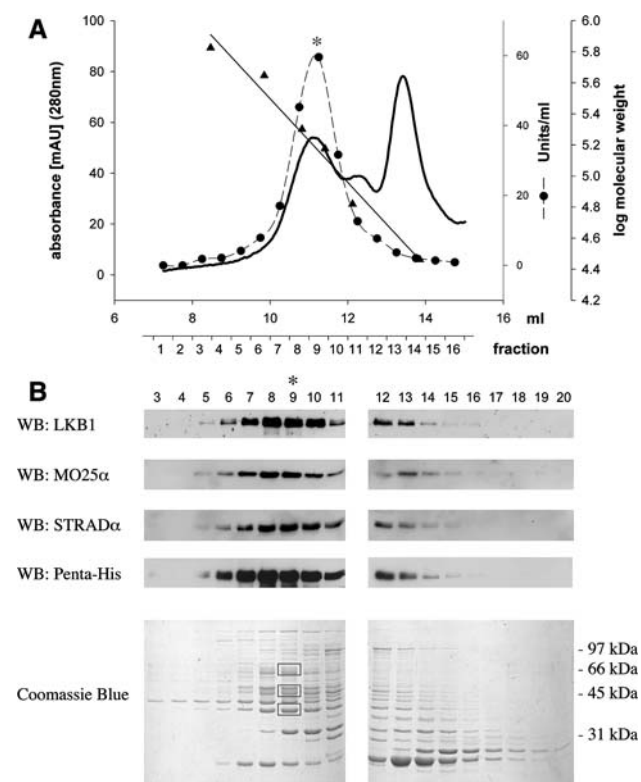 A
*
absorbance [mAU] (280nm)
100
80
60
40
20
0
60
40
20
0
Units/ml
6.0
5.8
5.6
5.4
5.2
5.0
4.8
4.6
4.4
4.2
log molecular weight
6 8 10 12 14 16
ml
1 2 3 4 5 6 7 8 9 10 11 12 13 14 15 16 fraction
B
*
3 4 5 6 7 8 9 10 11 12 13 14 15 16 17 18 19 20
WB: LKB1
WB: MO25α
WB: STRADα
WB: Penta-His
Coomassie Blue
- 97 kDa
- 66 kDa
- 45 kDa
- 31 kDa